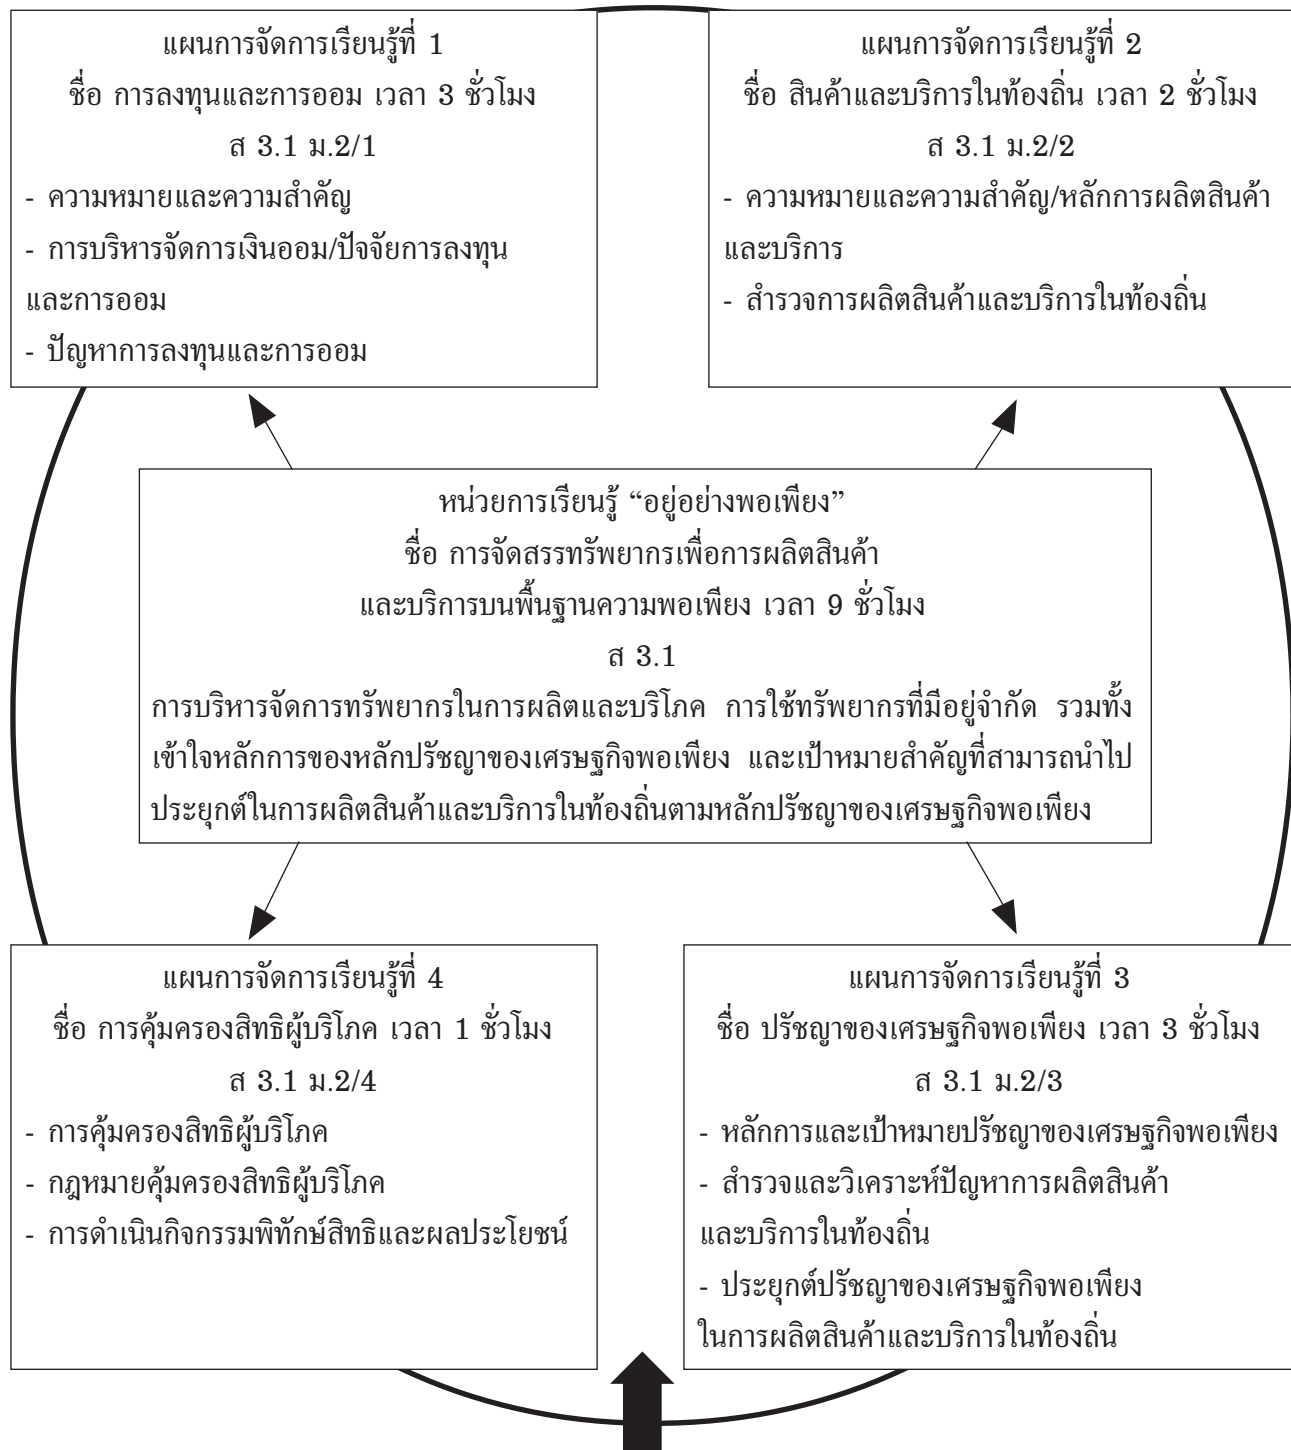 แผนการจัดการเรียนรู้ที่ 1
ชื่อ การลงทุนและการออม เวลา 3 ชั่วโมง
ส 3.1 ม.2/1
- ความหมายและความสำคัญ
- การบริหารจัดการเงินออม/ปัจจัยการลงทุน
และการออม
- ปัญหาการลงทุนและการออม
แผนการจัดการเรียนรู้ที่ 2
ชื่อ สินค้าและบริการในท้องถิ่น เวลา 2 ชั่วโมง
ส 3.1 ม.2/2
- ความหมายและความสำคัญ/หลักการผลิตสินค้า
และบริการ
- สำรวจการผลิตสินค้าและบริการในท้องถิ่น
หน่วยการเรียนรู้ “อยู่อย่างพอเพียง”
ชื่อ การจัดสรรทรัพยากรเพื่อการผลิตสินค้า
และบริการบนพื้นฐานความพอเพียง เวลา 9 ชั่วโมง
ส 3.1
การบริหารจัดการทรัพยากรในการผลิตและบริโภค การใช้ทรัพยากรที่มีอยู่จำกัด รวมทั้ง
เข้าใจหลักการของหลักปรัชญาของเศรษฐกิจพอเพียง และเป้าหมายสำคัญที่สามารถนำไป
ประยุกต์ในการผลิตสินค้าและบริการในท้องถิ่นตามหลักปรัชญาของเศรษฐกิจพอเพียง
แผนการจัดการเรียนรู้ที่ 4
ชื่อ การคุ้มครองสิทธิผู้บริโภค เวลา 1 ชั่วโมง
ส 3.1 ม.2/4
- การคุ้มครองสิทธิผู้บริโภค
- กฎหมายคุ้มครองสิทธิผู้บริโภค
- การดำเนินกิจกรรมพิทักษ์สิทธิและผลประโยชน์
แผนการจัดการเรียนรู้ที่ 3
ชื่อ ปรัชญาของเศรษฐกิจพอเพียง เวลา 3 ชั่วโมง
ส 3.1 ม.2/3
- หลักการและเป้าหมายปรัชญาของเศรษฐกิจพอเพียง
- สำรวจและวิเคราะห์ปัญหาการผลิตสินค้า
และบริการในท้องถิ่น
- ประยุกต์ปรัชญาของเศรษฐกิจพอเพียง
ในการผลิตสินค้าและบริการในท้องถิ่น